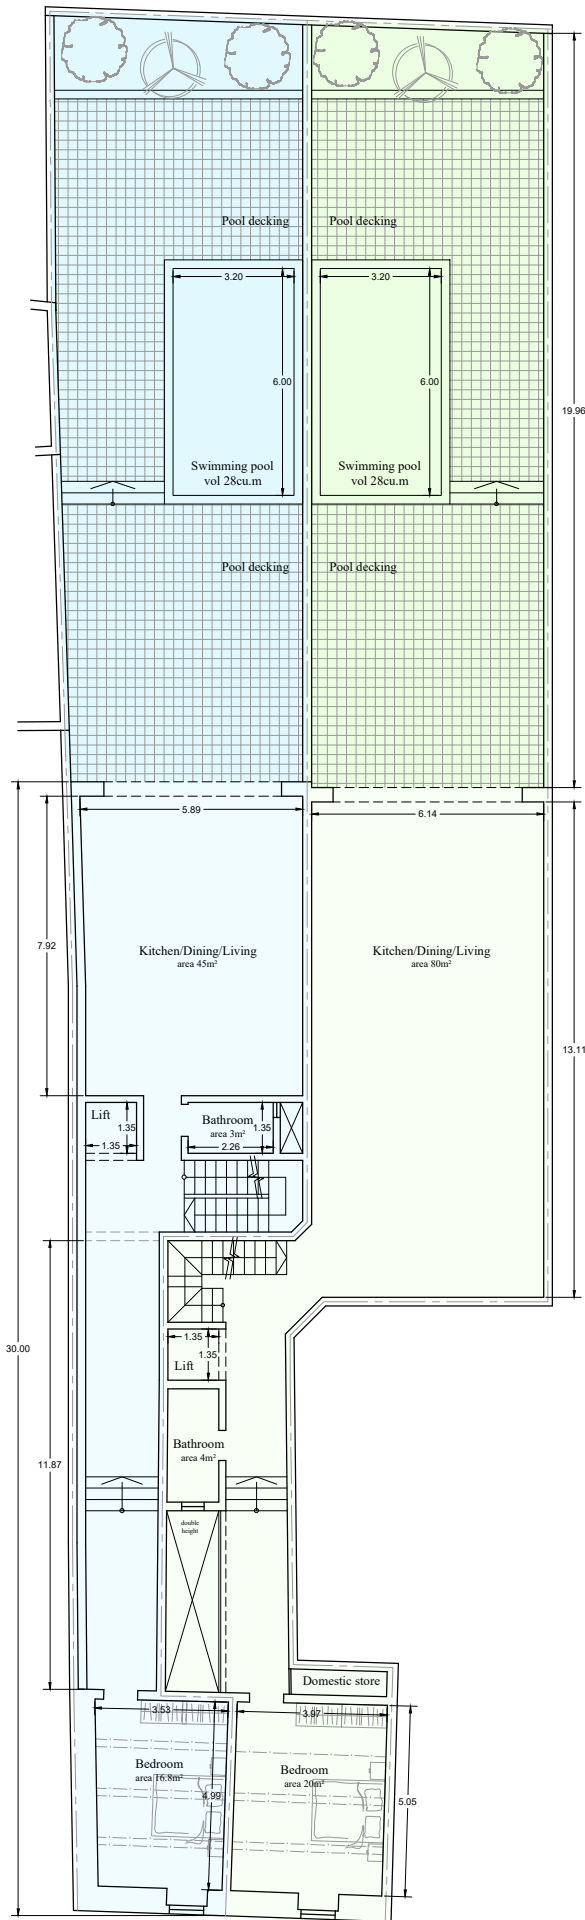 Pool decking
Pool decking
3.20
3.20
6.00
6.00
19.96
Swimming pool
vol 28cu.m
Swimming pool
vol 28cu.m
Pool decking
Pool decking
5.89
6.14
7.92
Kitchen/Dining/Living
area 45m²
Kitchen/Dining/Living
area 80m²
13.11
Lift
1.35
1.35
Bathroom
area 3m²
1.35
2.26
30.00
1.35
1.35
Lift
11.87
Bathroom
area 4m²
double
height
Domestic store
3.53
3.97
Bedroom
area 16.8m²
4.99
Bedroom
area 20m²
5.05